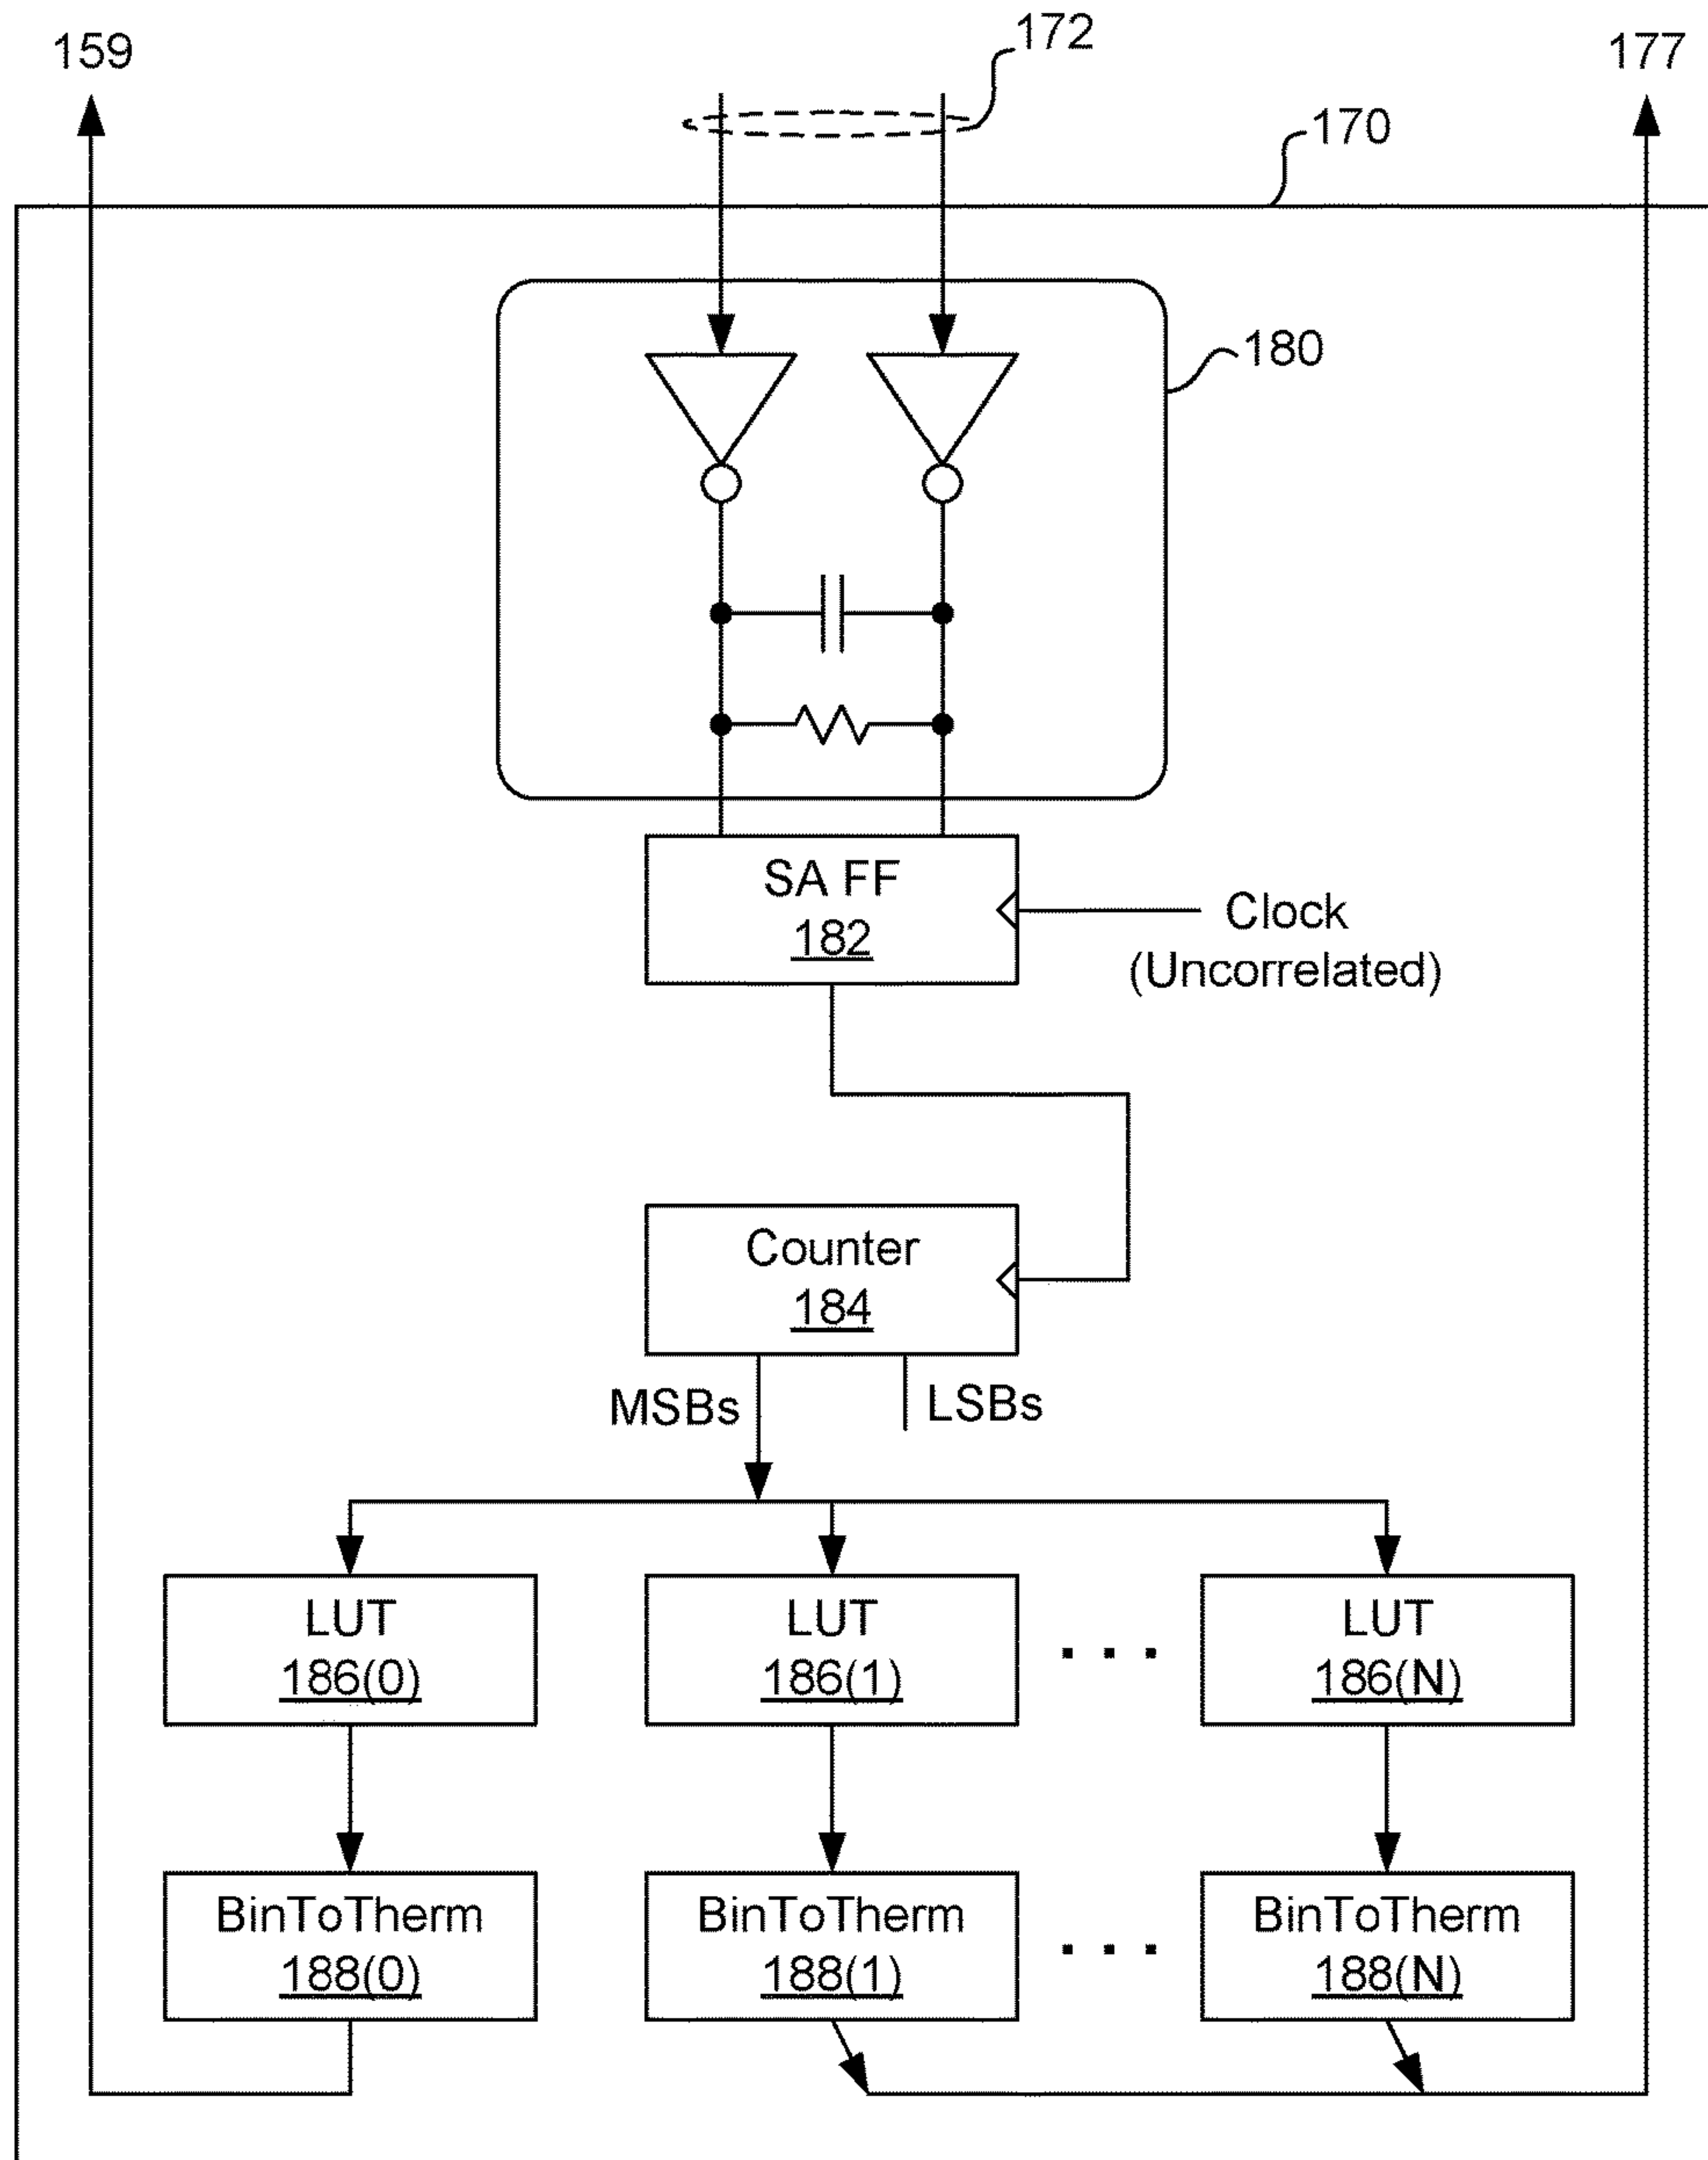 159
172
177
170
180
SA FF
182
Clock
(Uncorrelated)
Counter
184
MSBs
LSBs
LUT
186(0)
LUT
186(1)
. . .
LUT
186(N)
BinToTherm
188(0)
BinToTherm
188(1)
. . .
BinToTherm
188(N)